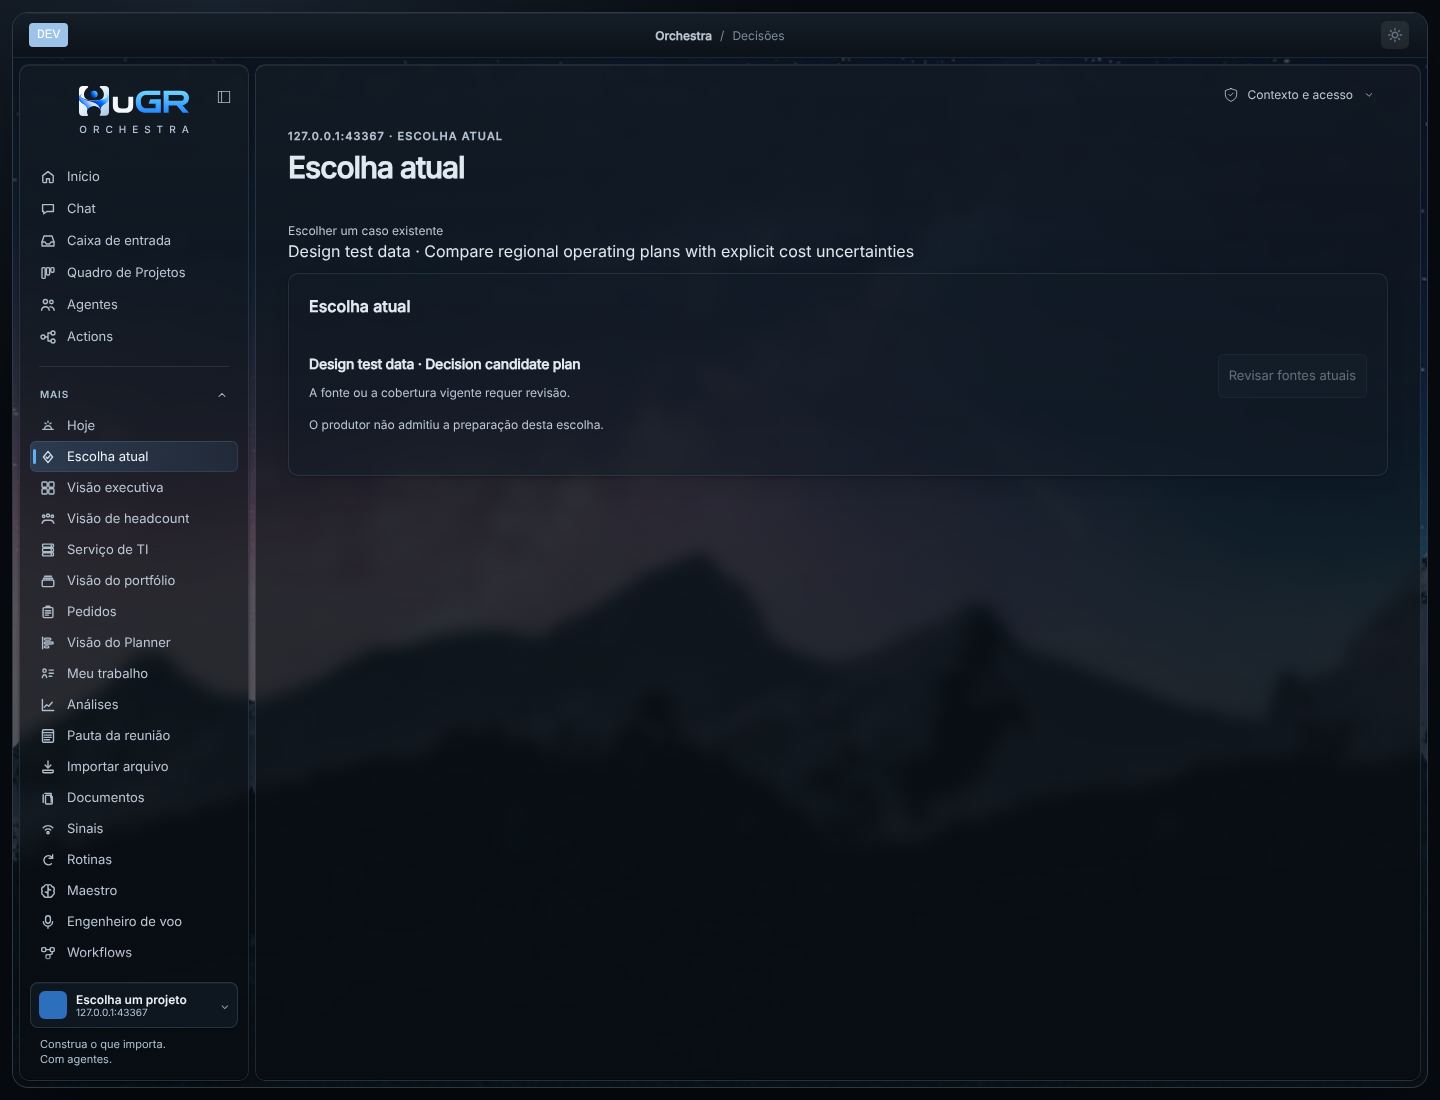 DEV
Orchestra / Decisões
HuGR
ORCHESTRA
Início
Chat
Caixa de entrada
Quadro de Projetos
Agentes
Actions
MAIS
Hoje
Escolha atual
Visão executiva
Visão de headcount
Serviço de TI
Visão do portfólio
Pedidos
Visão do Planner
Meu trabalho
Análises
Pauta da reunião
Importar arquivo
Documentos
Sinais
Rotinas
Maestro
Engenheiro de voo
Workflows
Escolha um projeto
127.0.0.1:43367
Construa o que importa.
Com agentes.
Contexto e acesso
127.0.0.1:43367 · ESCOLHA ATUAL
Escolha atual
Escolher um caso existente
Design test data · Compare regional operating plans with explicit cost uncertainties
Escolha atual
Design test data · Decision candidate plan
A fonte ou a cobertura vigente requer revisão.
O produtor não admitiu a preparação desta escolha.
Revisar fontes atuais